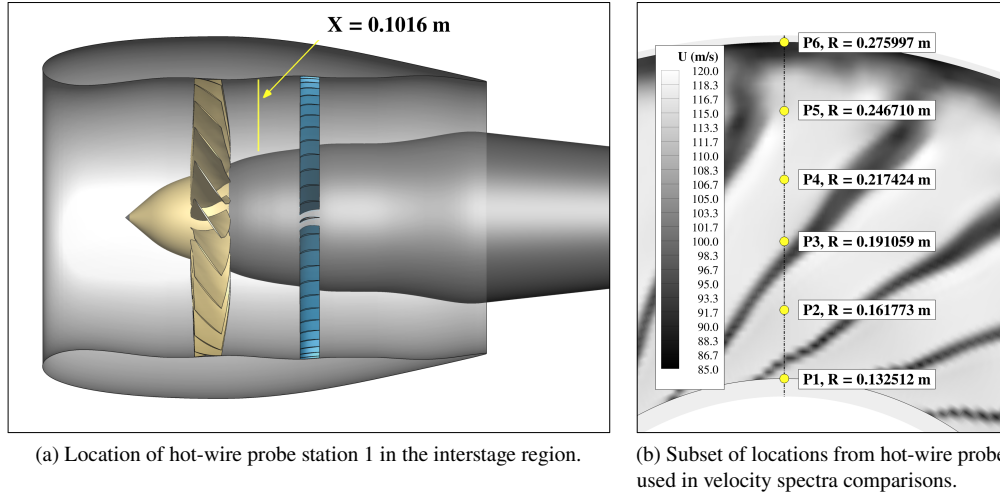 X = 0.1016 m
(a) Location of hot-wire probe station 1 in the interstage region.
U (m/s)
120.0
118.3
116.7
115.0
113.3
111.7
110.0
108.3
106.7
105.0
103.3
101.7
100.0
98.3
96.7
95.0
93.3
91.7
90.0
88.3
86.7
85.0
P6, R = 0.275997 m
P5, R = 0.246710 m
P4, R = 0.217424 m
P3, R = 0.191059 m
P2, R = 0.161773 m
P1, R = 0.132512 m
(b) Subset of locations from hot-wire probe
used in velocity spectra comparisons.